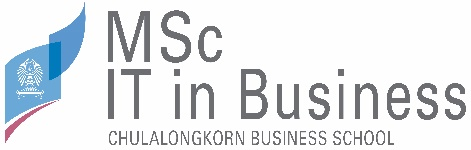 MSc
IT in Business
CHULALONGKORN BUSINESS SCHOOL